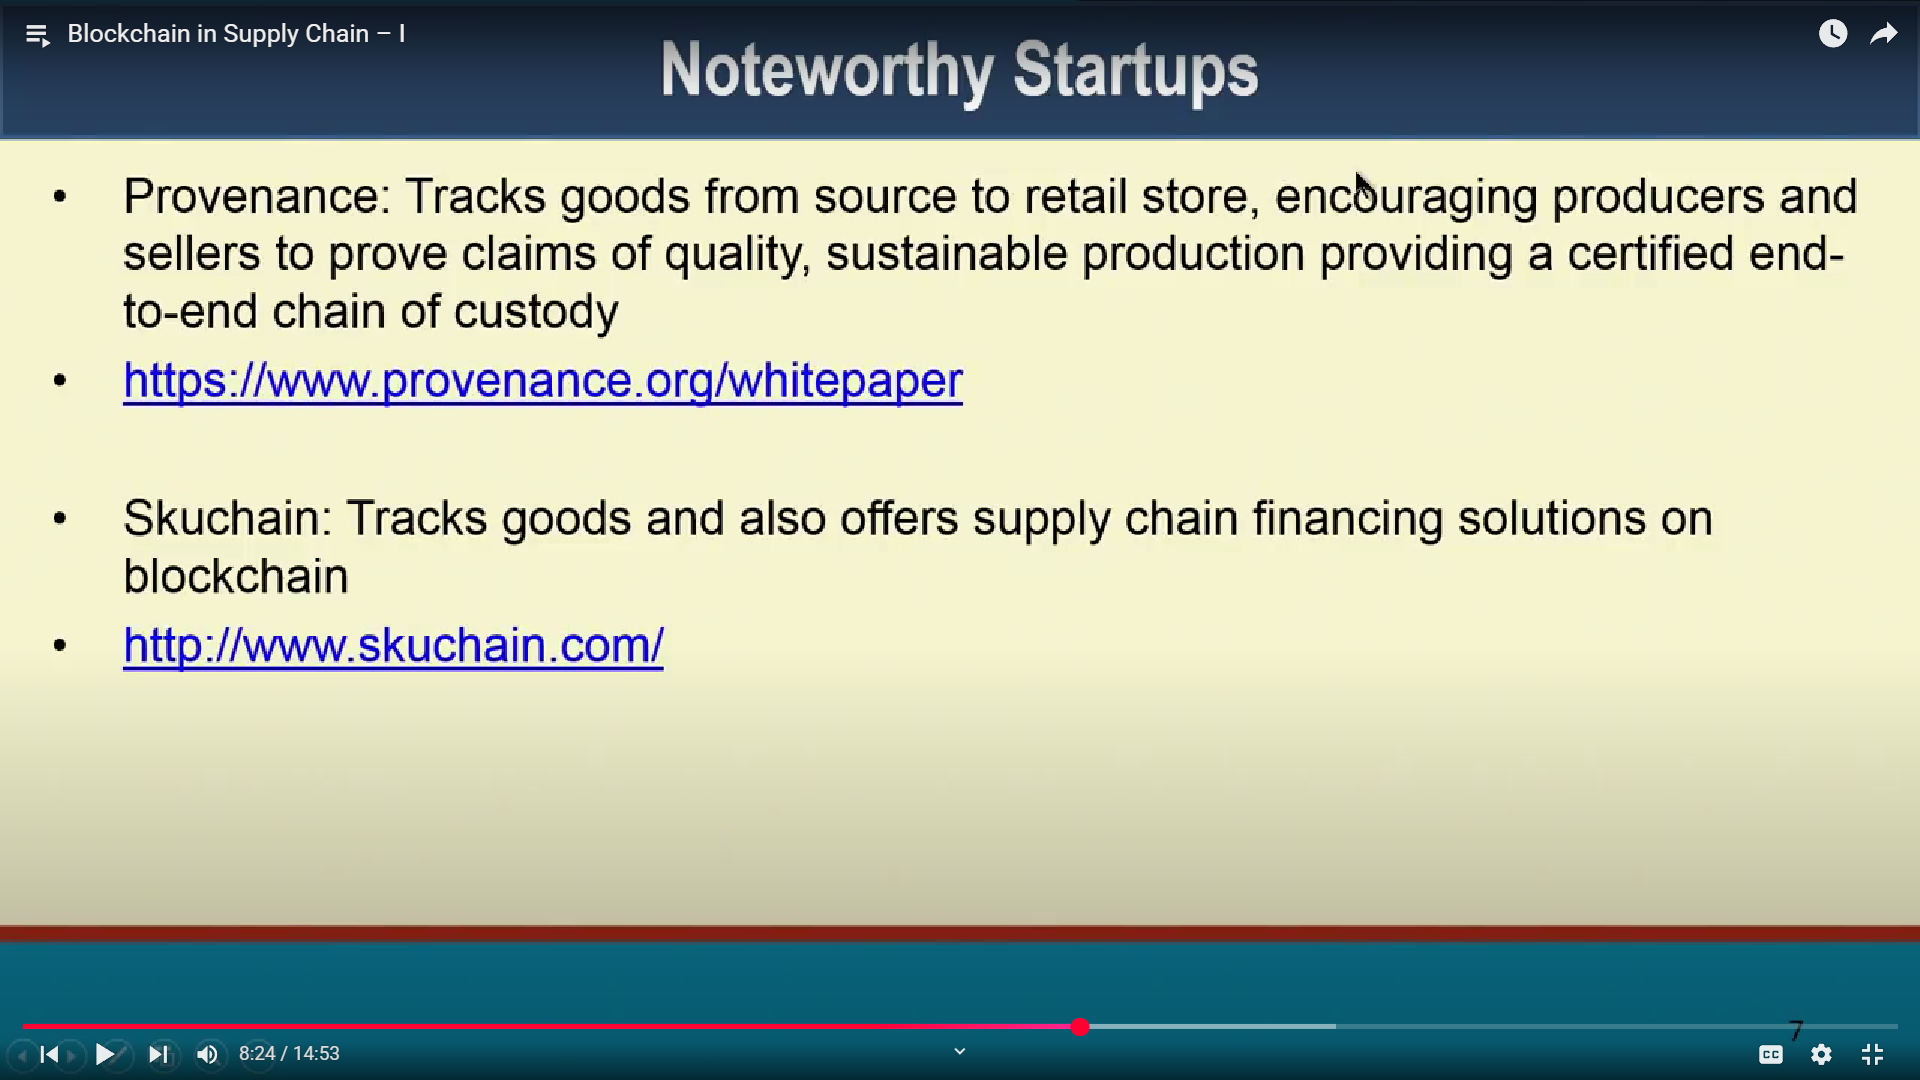 Blockchain in Supply Chain – I
Noteworthy Startups
• Provenance: Tracks goods from source to retail store, encouraging producers and
sellers to prove claims of quality, sustainable production providing a certified end-
to-end chain of custody
• https://www.provenance.org/whitepaper
• Skuchain: Tracks goods and also offers supply chain financing solutions on
blockchain
• http://www.skuchain.com/
7
8:24 / 14:53
CC